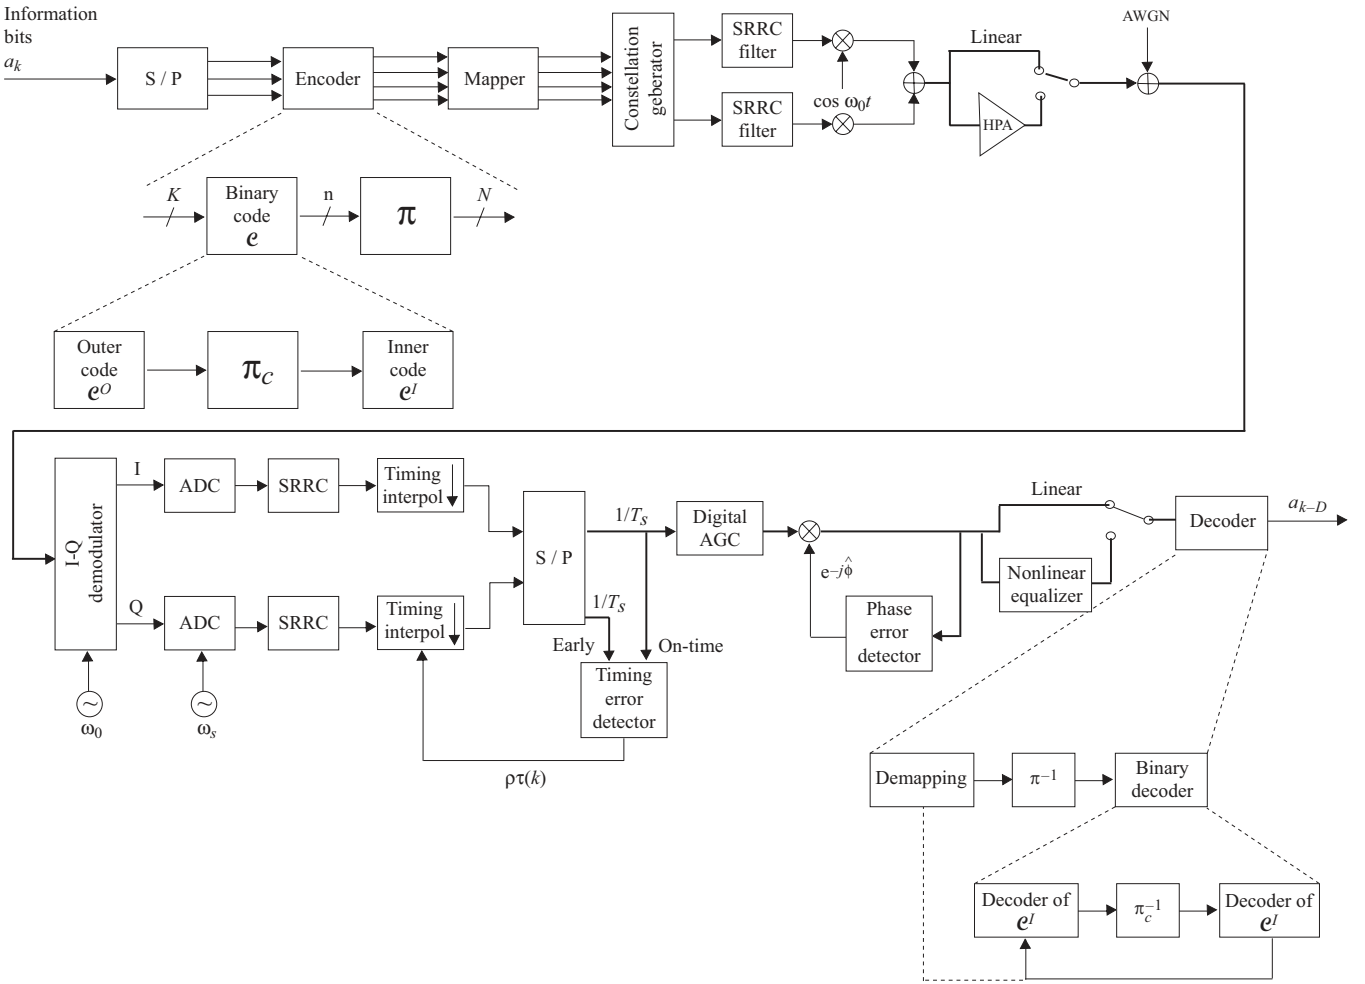 Information
bits
a_k
S / P
Encoder
Mapper
Constellation
geberator
SRRC
filter
SRRC
filter
cos ω₀t
Linear
HPA
AWGN
K
Binary
code
C
n
π
N
Outer
code
C^O
π_c
Inner
code
C^I
I-Q
demodulator
I
Q
ω₀
ADC
ADC
ω_s
SRRC
SRRC
Timing
interpol
Timing
interpol
S / P
1/T_s
1/T_s
Early
On-time
Timing
error
detector
ρτ(k)
Digital
AGC
e^{–jϕ̂}
Phase
error
detector
Linear
Nonlinear
equalizer
Decoder
a_{k–D}
Demapping
π⁻¹
Binary
decoder
Decoder of
C^I
π_c⁻¹
Decoder of
C^I